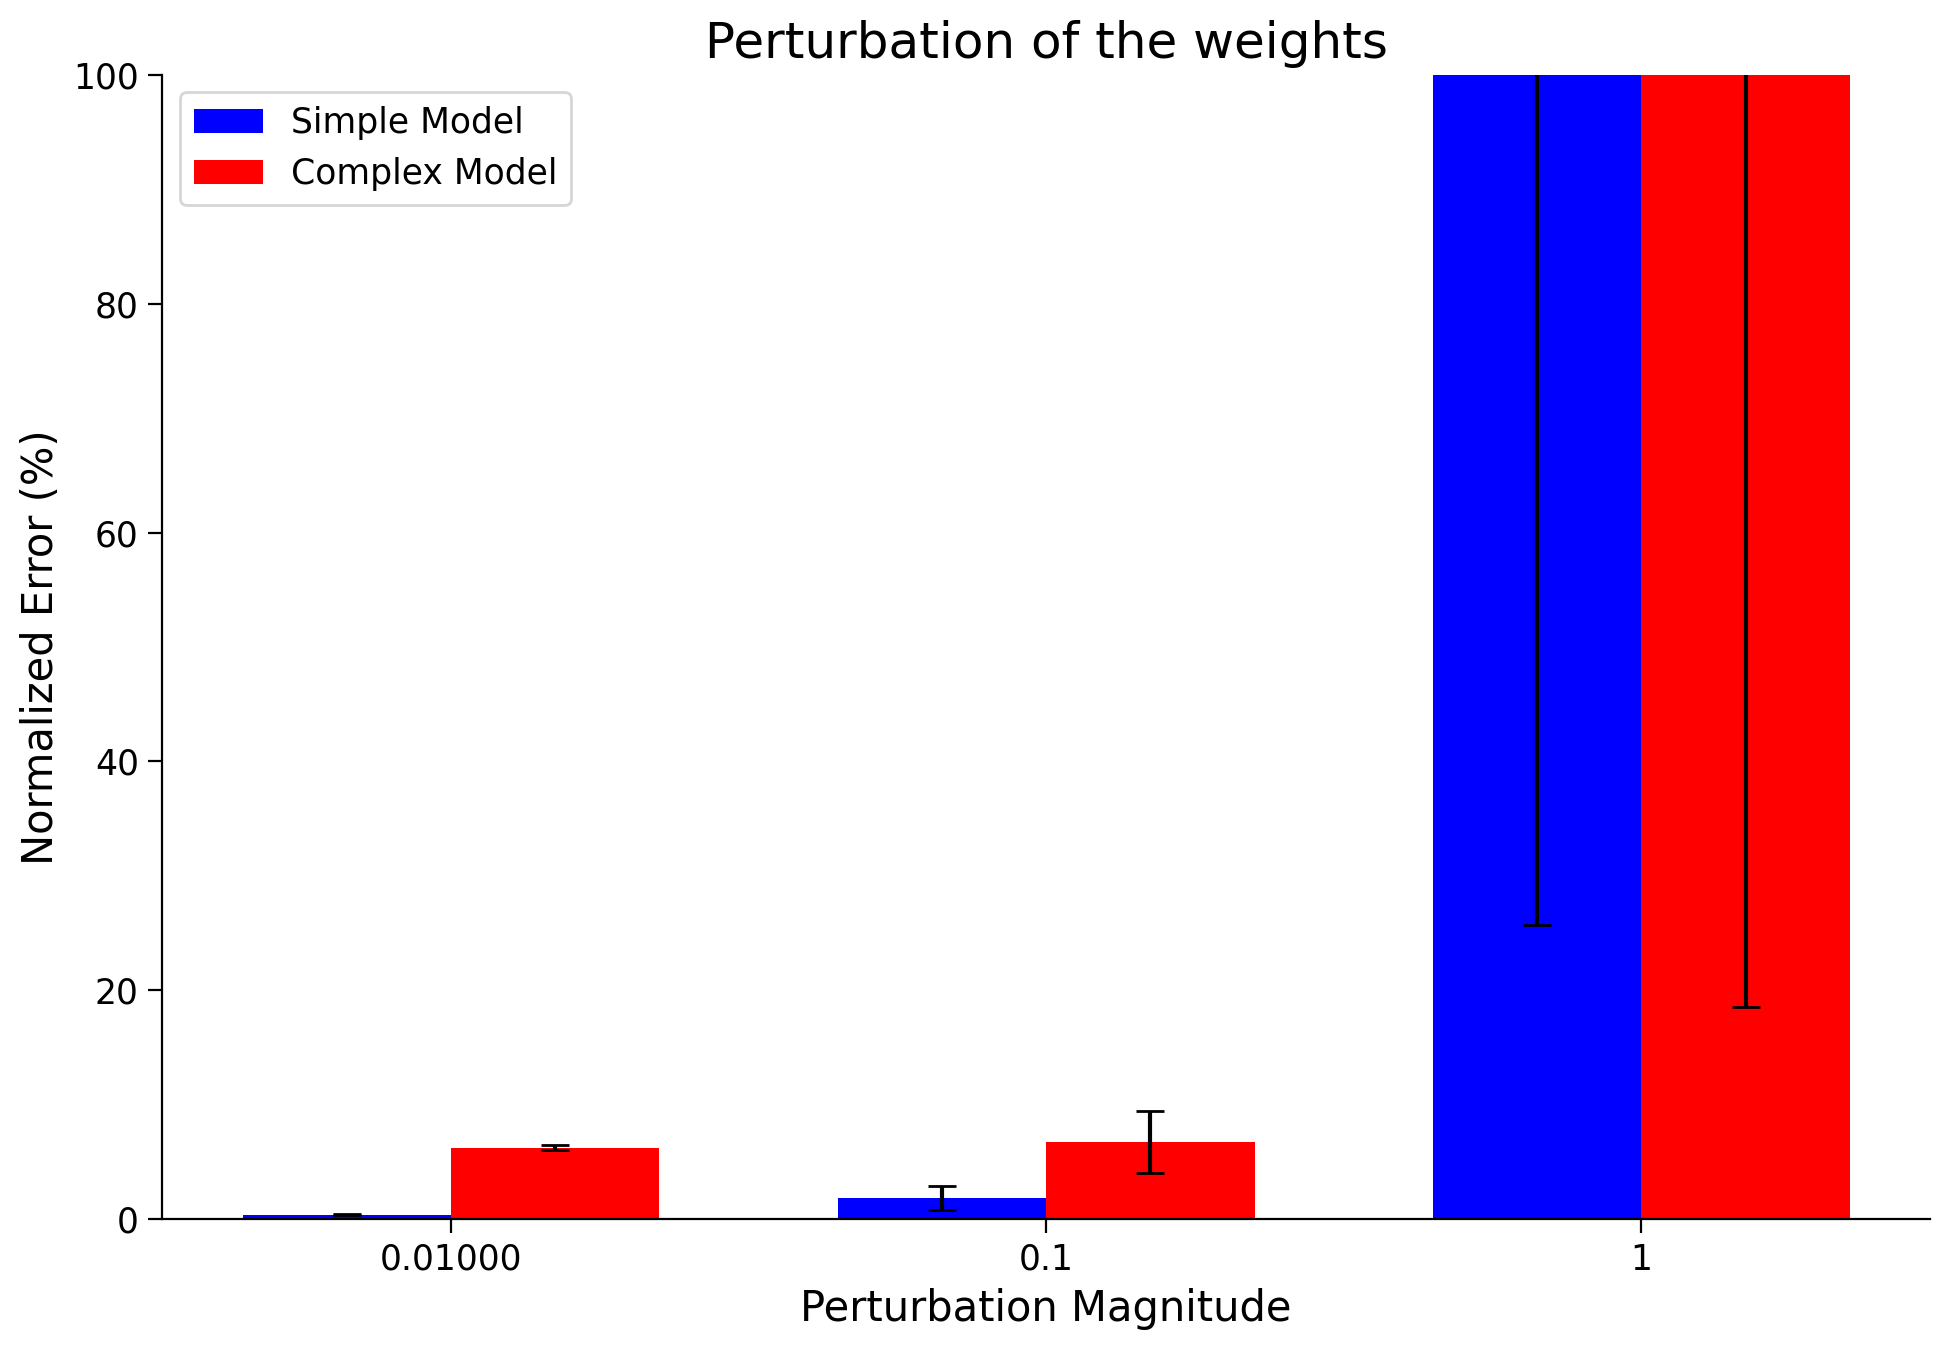 Perturbation of the weights
Simple Model
Complex Model
Normalized Error (%)
100
80
60
40
20
0
0.01000
0.1
1
Perturbation Magnitude